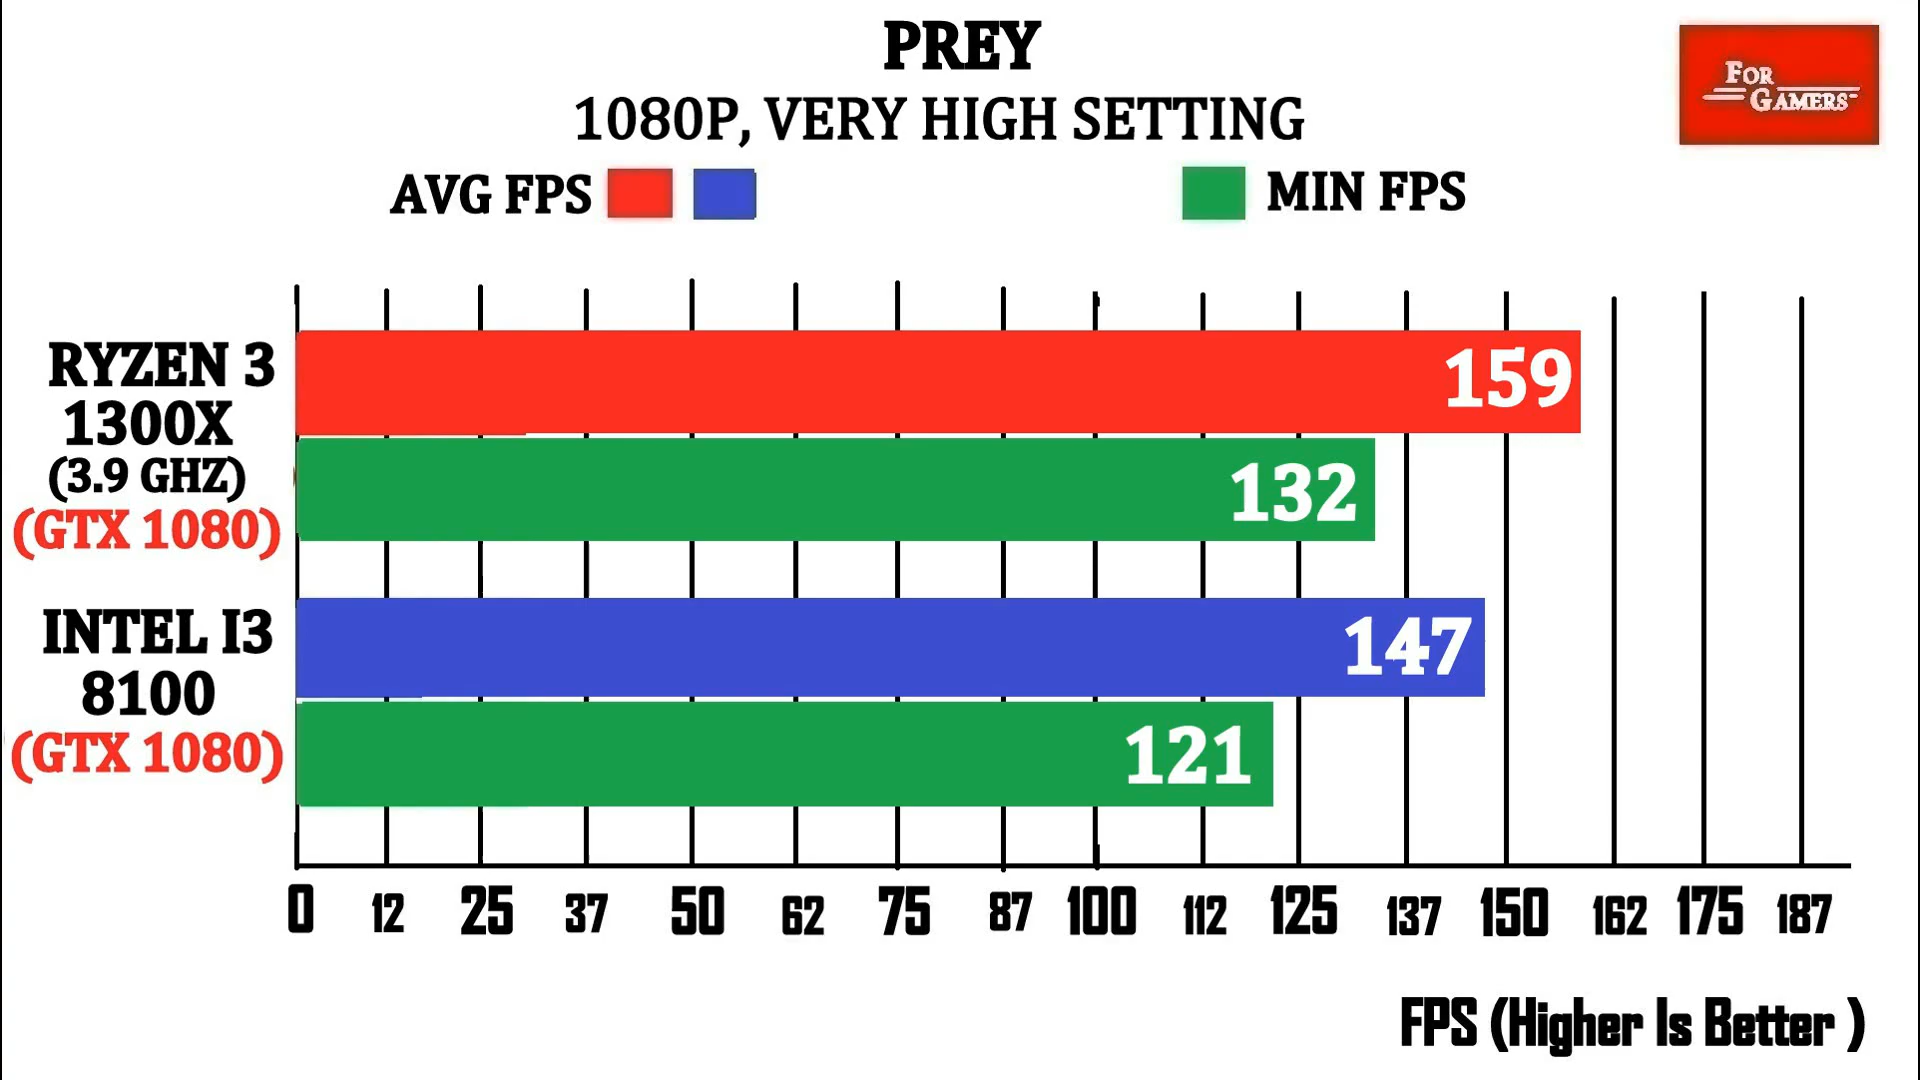 PREY
1080P, VERY HIGH SETTING
FOR
GAMERS
AVG FPS
MIN FPS
RYZEN 3
1300X
(3.9 GHZ)
(GTX 1080)
159
132
INTEL I3
8100
(GTX 1080)
147
121
0 12 25 37 50 62 75 87 100 112 125 137 150 162 175 187
FPS (Higher Is Better )